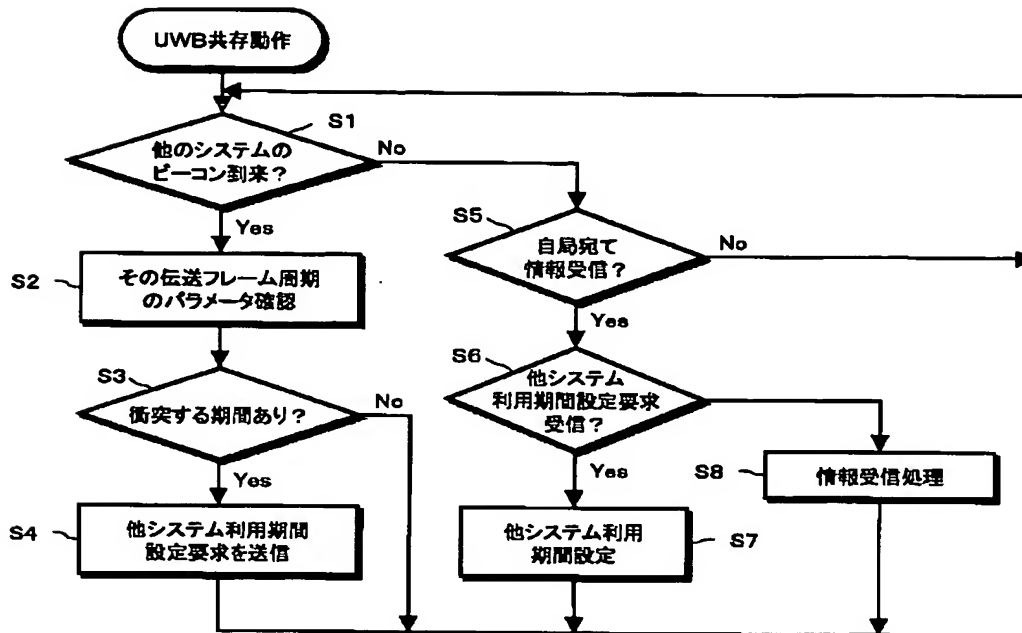 UWB共存動作
S1
他のシステムの
ビーコン到来?
No
Yes
S2
その伝送フレーム周期
のパラメータ確認
S3
衝突する期間あり?
No
Yes
S4
他システム利用期間
設定要求を送信
S5
自局宛て
情報受信?
No
Yes
S6
他システム
利用期間設定要求
受信?
Yes
S7
他システム利用
期間設定
S8
情報受信処理